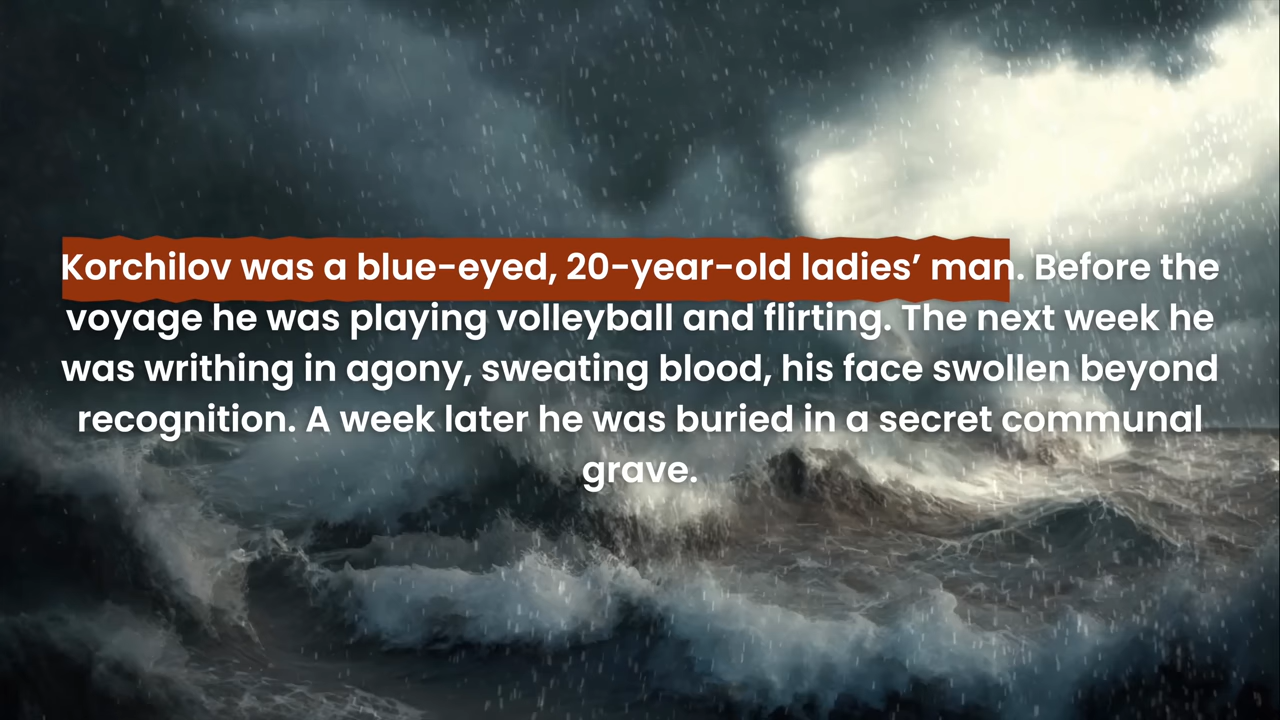 Korchilov was a blue-eyed, 20-year-old ladies’ man. Before the
voyage he was playing volleyball and flirting. The next week he
was writhing in agony, sweating blood, his face swollen beyond
recognition. A week later he was buried in a secret communal
grave.